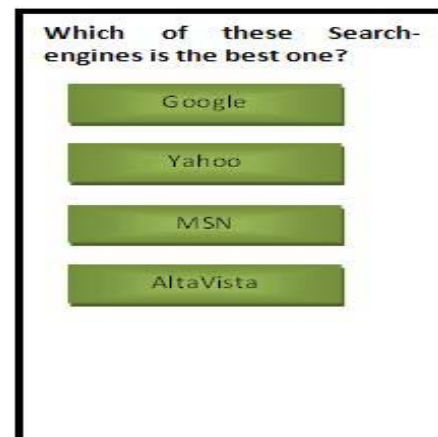 Which of these Search-
engines is the best one?
Google
Yahoo
MSN
AltaVista